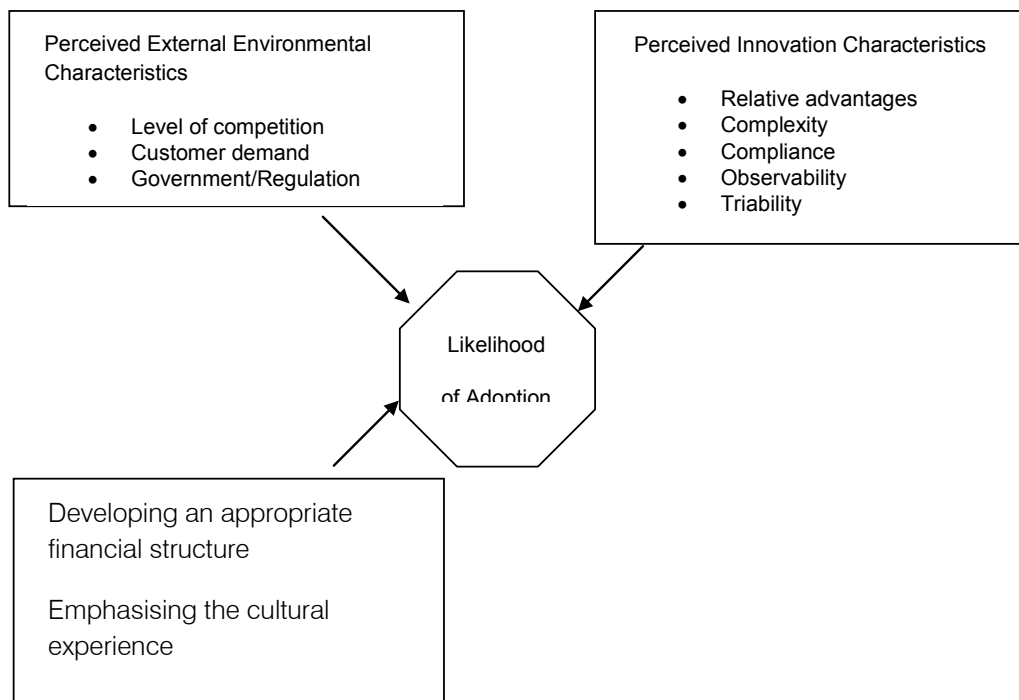 Perceived External Environmental
Characteristics
• Level of competition
• Customer demand
• Government/Regulation
Perceived Innovation Characteristics
• Relative advantages
• Complexity
• Compliance
• Observability
• Triability
Likelihood
of Adoption
Developing an appropriate
financial structure
Emphasising the cultural
experience